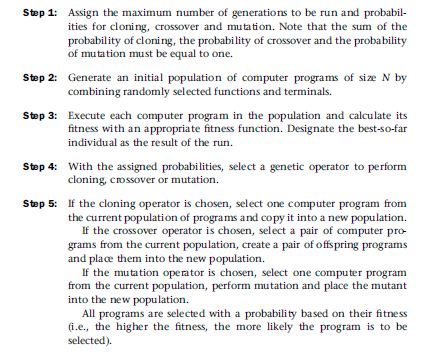 Step 1: Assign the maximum number of generations to be run and probabil-
ities for cloning, crossover and mutation. Note that the sum of the
probability of cloning, the probability of crossover and the probability
of mutation must be equal to one.
Step 2: Generate an initial population of computer programs of size N by
combining randomly selected functions and terminals.
Step 3: Execute each computer program in the population and calculate its
fitness with an appropriate fitness function. Designate the best-so-far
individual as the result of the run.
Step 4: With the assigned probabilities, select a genetic operator to perform
cloning, crossover or mutation.
Step 5: If the cloning operator is chosen, select one computer program from
the current population of programs and copy it into a new population.
If the crossover operator is chosen, select a pair of computer pro-
grams from the current population, create a pair of offspring programs
and place them into the new population.
If the mutation operator is chosen, select one computer program
from the current population, perform mutation and place the mutant
into the new population.
All programs are selected with a probability based on their fitness
(i.e., the higher the fitness, the more likely the program is to be
selected).